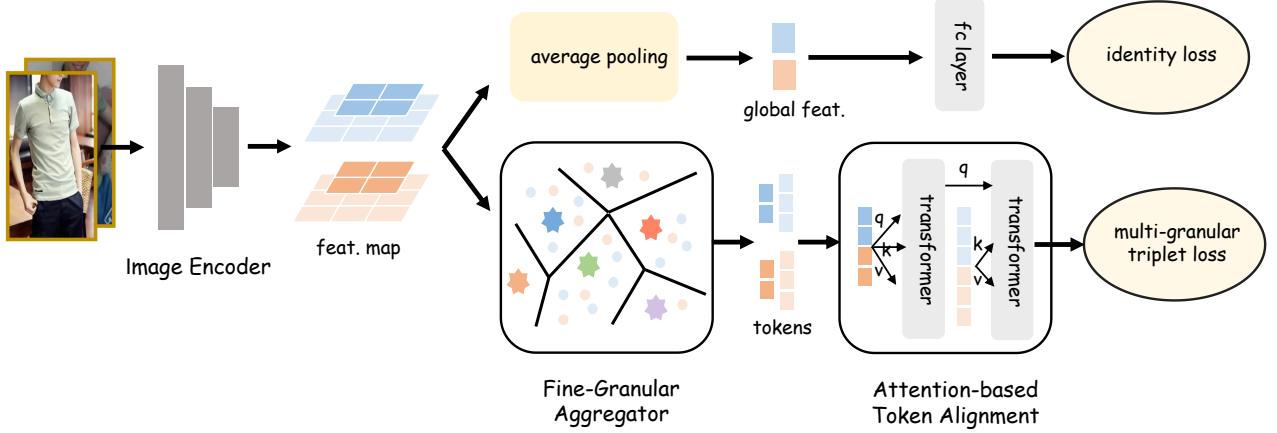 average pooling
global feat.
fc layer
identity loss
Image Encoder
feat. map
tokens
q
k
v
transformer
q
k
v
transformer
multi-granular
triplet loss
Fine-Granular
Aggregator
Attention-based
Token Alignment